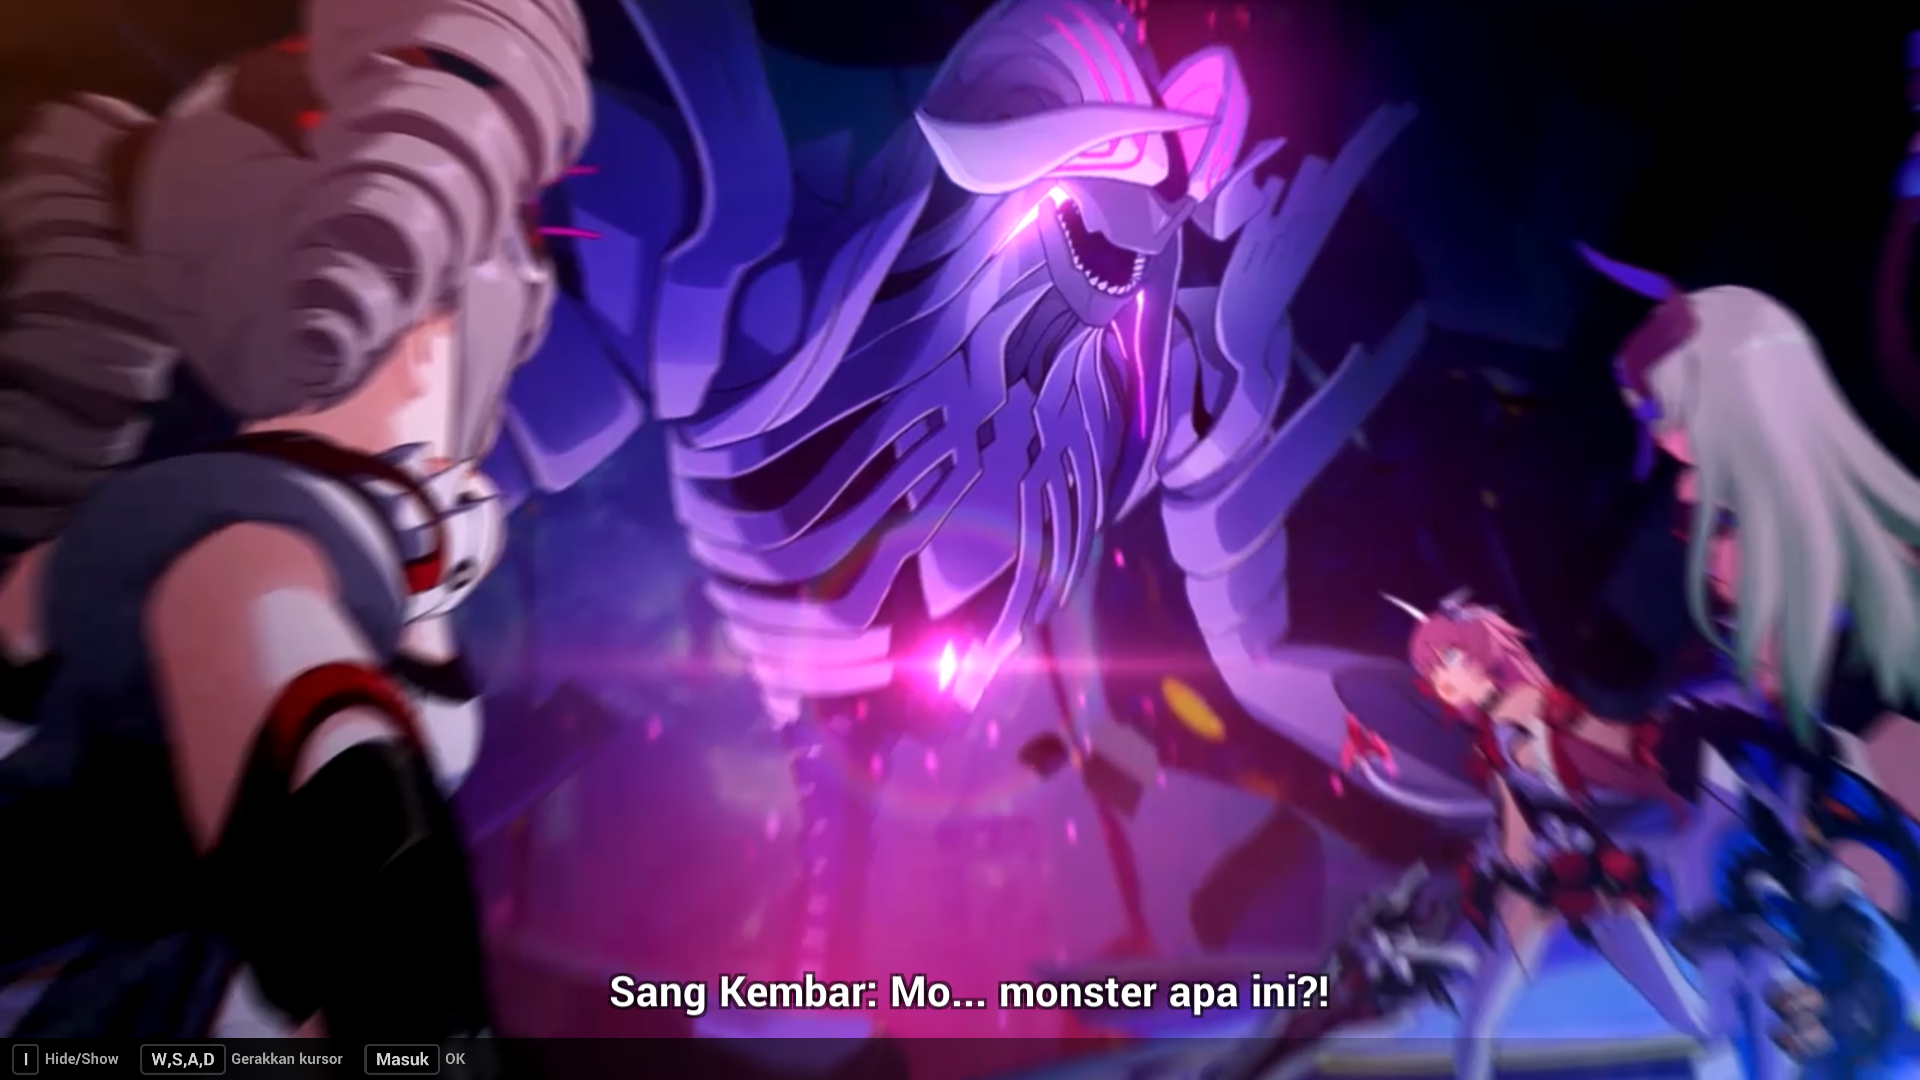 Sang Kembar: Mo... monster apa ini?!
I Hide/Show W,S,A,D Gerakkan kursor Masuk OK